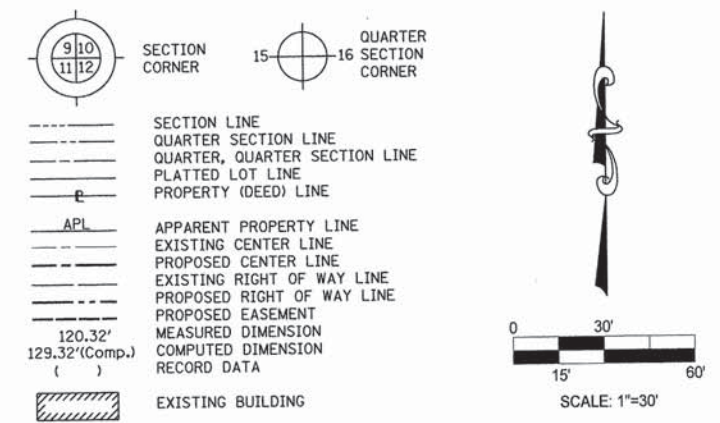 9 10 SECTION
11 12 CORNER
15 16 QUARTER
SECTION
CORNER
SECTION LINE
QUARTER SECTION LINE
QUARTER, QUARTER SECTION LINE
PLATTED LOT LINE
PROPERTY (DEED) LINE
APL APPARENT PROPERTY LINE
EXISTING CENTER LINE
PROPOSED CENTER LINE
EXISTING RIGHT OF WAY LINE
PROPOSED RIGHT OF WAY LINE
PROPOSED EASEMENT
120.32' MEASURED DIMENSION
129.32'(Comp.) COMPUTED DIMENSION
( ) RECORD DATA
EXISTING BUILDING
0 30'
15' 60'
SCALE: 1"=30'